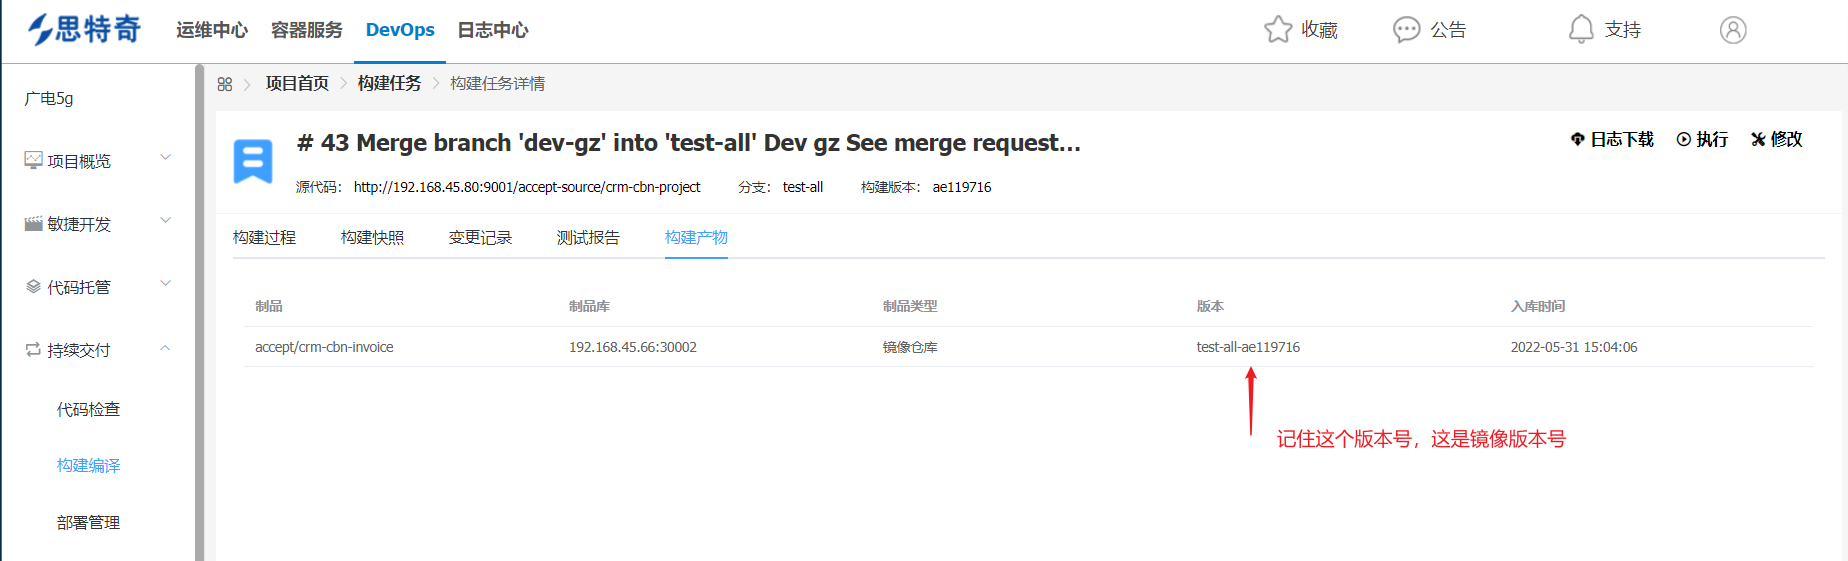 思特奇 运维中心 容器服务 DevOps 日志中心 收藏 公告 支持
广电5g
项目首页 构建任务 构建任务详情
# 43 Merge branch 'dev-gz' into 'test-all' Dev gz See merge request...
日志下载 执行 修改
项目概览
源代码： http://192.168.45.80:9001/accept-source/crm-cbn-project 分支： test-all 构建版本： ae119716
敏捷开发
构建过程 构建快照 变更记录 测试报告 构建产物
代码托管
制品 制品库 制品类型 版本 入库时间
持续交付
accept/crm-cbn-invoice 192.168.45.66:30002 镜像仓库 test-all-ae119716 2022-05-31 15:04:06
代码检查
记住这个版本号，这是镜像版本号
构建编译
部署管理